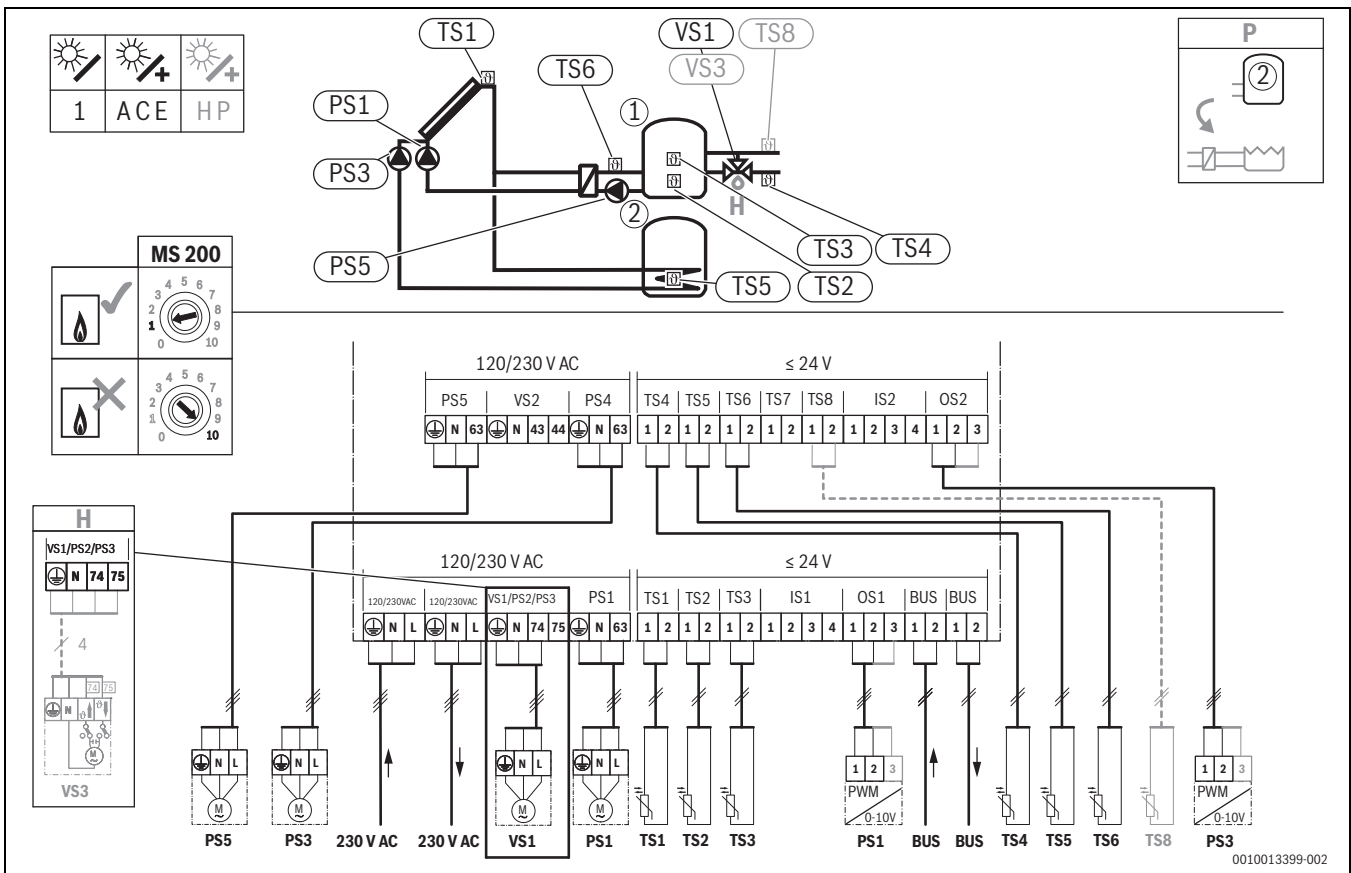 TS1
VS1
TS8
P
TS6
VS3
1
ACE
HP
PS1
1
2
PS3
H
2
PS5
TS3
TS4
TS5
TS2
MS 200
0 1 2 3 4 5 6 7 8 9 10
0 1 2 3 4 5 6 7 8 9 10
120/230 V AC
≤ 24 V
PS5 VS2 PS4 TS4 TS5 TS6 TS7 TS8 IS2 OS2
N 63 N 43 44 N 63 1 2 1 2 1 2 1 2 1 2 1 2 3 4 1 2 3
H
VS1/PS2/PS3
N 74 75
4
74 75
N ϑ ϑ
M
~
VS3
120/230 V AC
≤ 24 V
120/230VAC 120/230VAC VS1/PS2/PS3 PS1 TS1 TS2 TS3 IS1 OS1 BUS BUS
N L N L N 74 75 N 63 1 2 1 2 1 2 1 2 3 4 1 2 3 1 2 1 2
N L N L N L N L 1 2 3 1 2 3
M M M M PWM PWM
~ ~ ~ ~ 0-10V 0-10V
PS5 PS3 230 V AC 230 V AC VS1 PS1 TS1 TS2 TS3 PS1 BUS BUS TS4 TS5 TS6 TS8 PS3
0010013399-002